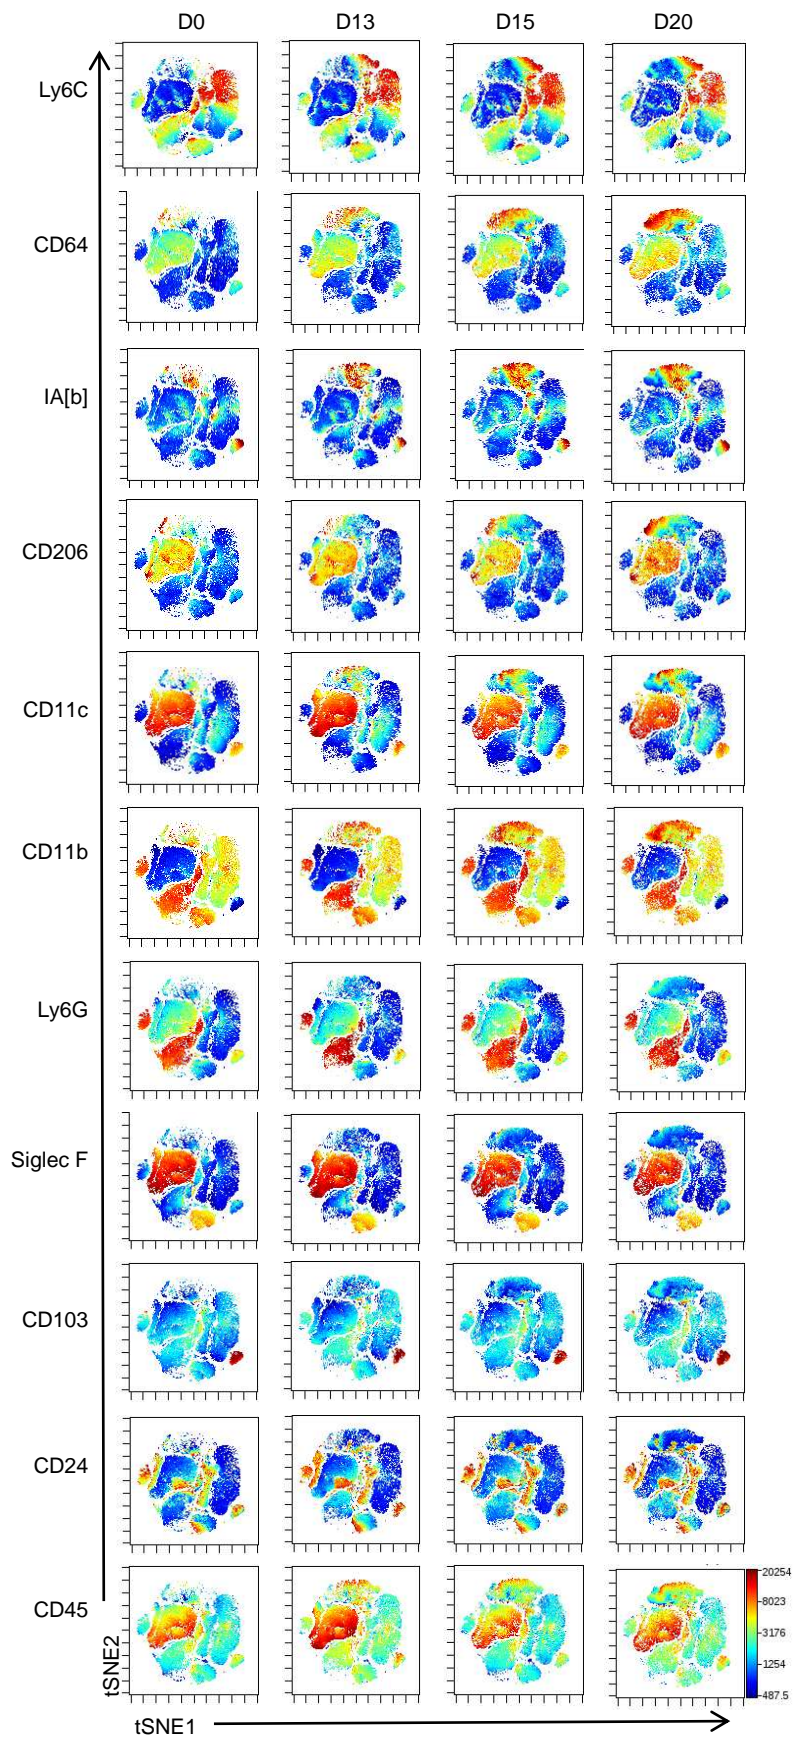 D0 D13 D15 D20
Ly6C
CD64
IA[b]
CD206
CD11c
CD11b
Ly6G
Siglec F
CD103
CD24
CD45
20254
8023
3176
1254
487.5
tSNE2
tSNE1